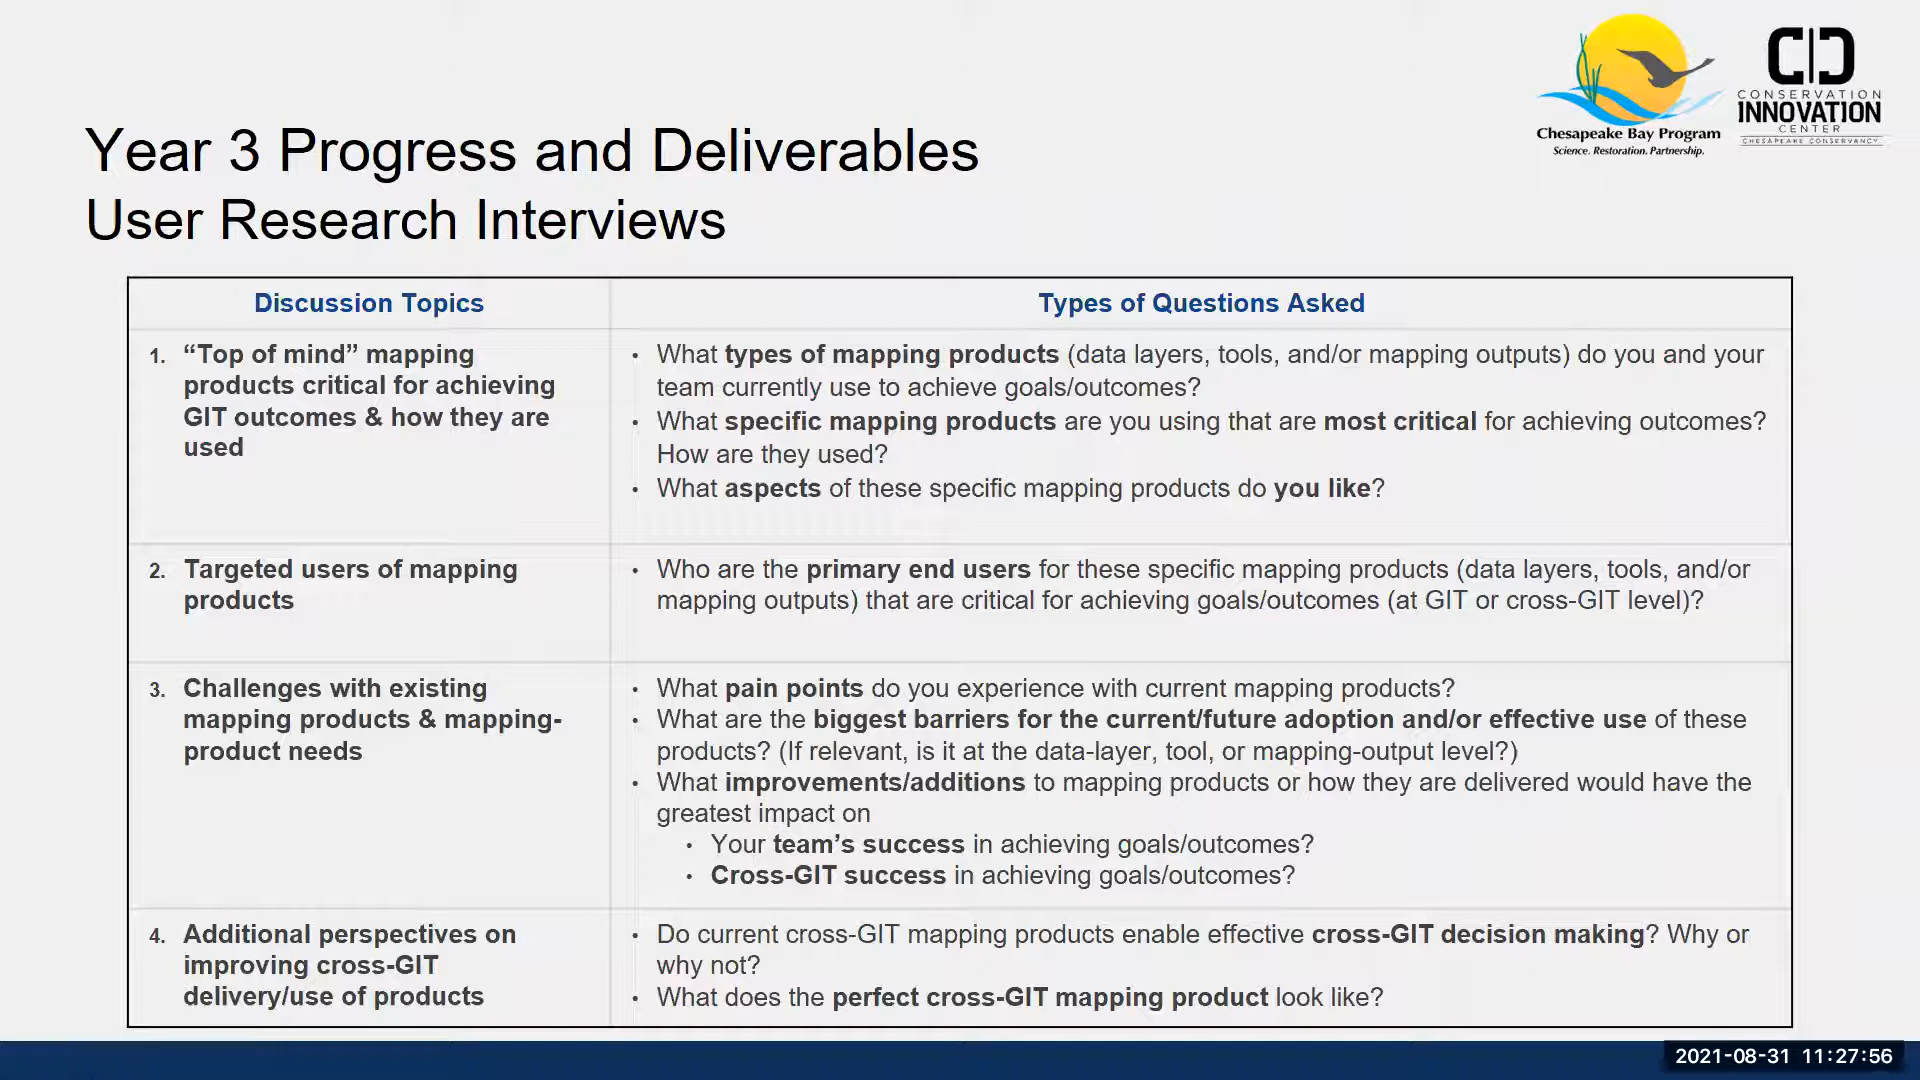 Chesapeake Bay Program
Science. Restoration. Partnership.
CONSERVATION
INNOVATION
CENTER
CHESAPEAKE CONSERVANCY
Year 3 Progress and Deliverables
User Research Interviews
Discussion Topics
Types of Questions Asked
1. “Top of mind” mapping
products critical for achieving
GIT outcomes & how they are
used
• What types of mapping products (data layers, tools, and/or mapping outputs) do you and your
team currently use to achieve goals/outcomes?
• What specific mapping products are you using that are most critical for achieving outcomes?
How are they used?
• What aspects of these specific mapping products do you like?
2. Targeted users of mapping
products
• Who are the primary end users for these specific mapping products (data layers, tools, and/or
mapping outputs) that are critical for achieving goals/outcomes (at GIT or cross-GIT level)?
3. Challenges with existing
mapping products & mapping-
product needs
• What pain points do you experience with current mapping products?
• What are the biggest barriers for the current/future adoption and/or effective use of these
products? (If relevant, is it at the data-layer, tool, or mapping-output level?)
• What improvements/additions to mapping products or how they are delivered would have the
greatest impact on
• Your team’s success in achieving goals/outcomes?
• Cross-GIT success in achieving goals/outcomes?
4. Additional perspectives on
improving cross-GIT
delivery/use of products
• Do current cross-GIT mapping products enable effective cross-GIT decision making? Why or
why not?
• What does the perfect cross-GIT mapping product look like?
2021-08-31 11:27:56